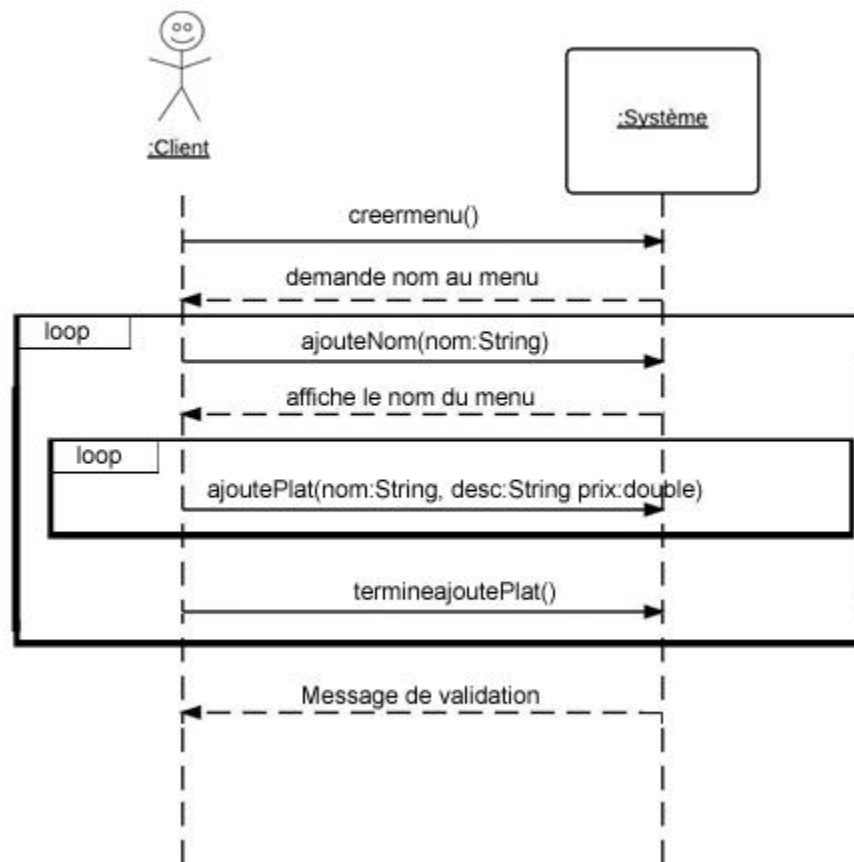 :Client
:Système
creermenu()
demande nom au menu
loop
ajouteNom(nom:String)
affiche le nom du menu
loop
ajoutePlat(nom:String, desc:String prix:double)
termineajoutePlat()
Message de validation